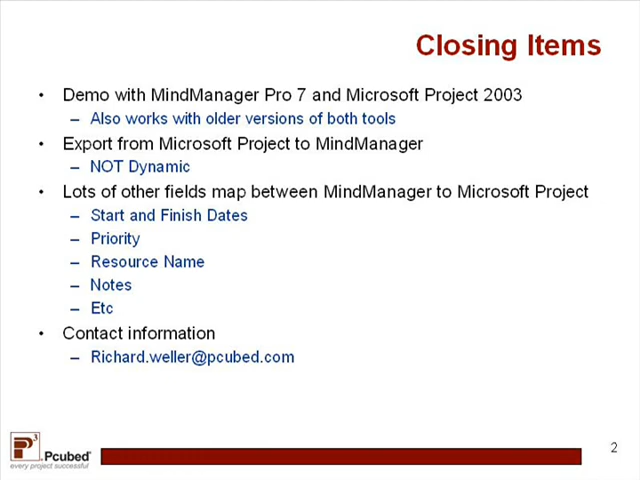 Closing Items
• Demo with MindManager Pro 7 and Microsoft Project 2003
– Also works with older versions of both tools
• Export from Microsoft Project to MindManager
– NOT Dynamic
• Lots of other fields map between MindManager to Microsoft Project
– Start and Finish Dates
– Priority
– Resource Name
– Notes
– Etc
• Contact information
– Richard.weller@pcubed.com
P3
Pcubed
every project successful
2